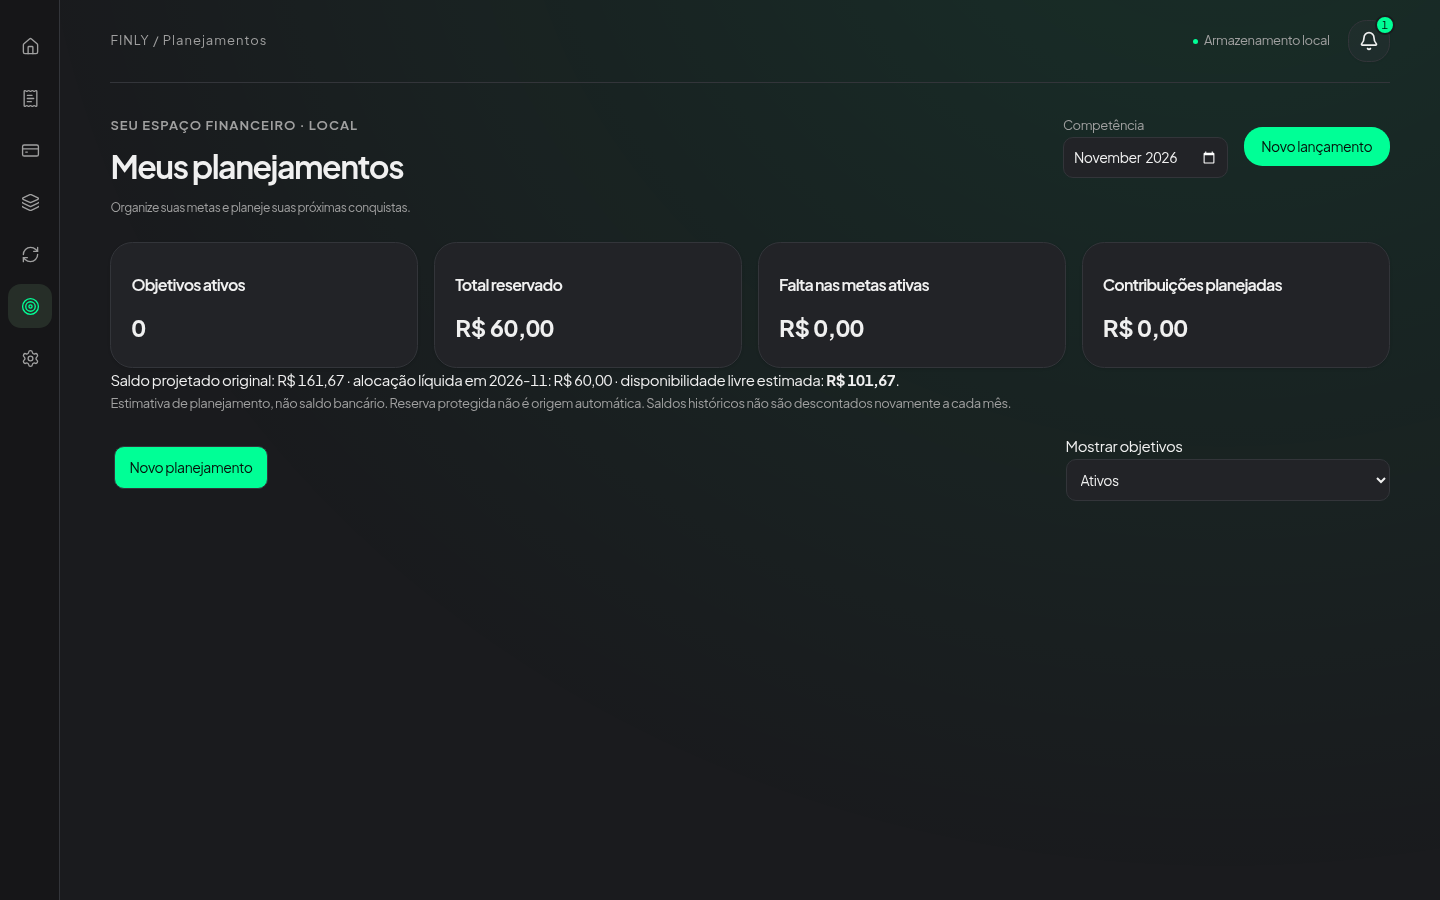 FINLY / Planejamentos
Armazenamento local
1
SEU ESPAÇO FINANCEIRO · LOCAL
Meus planejamentos
Organize suas metas e planeje suas próximas conquistas.
Competência
November 2026
Novo lançamento
Objetivos ativos
0
Total reservado
R$ 60,00
Falta nas metas ativas
R$ 0,00
Contribuições planejadas
R$ 0,00
Saldo projetado original: R$ 161,67 · alocação líquida em 2026-11: R$ 60,00 · disponibilidade livre estimada: R$ 101,67.
Estimativa de planejamento, não saldo bancário. Reserva protegida não é origem automática. Saldos históricos não são descontados novamente a cada mês.
Novo planejamento
Mostrar objetivos
Ativos